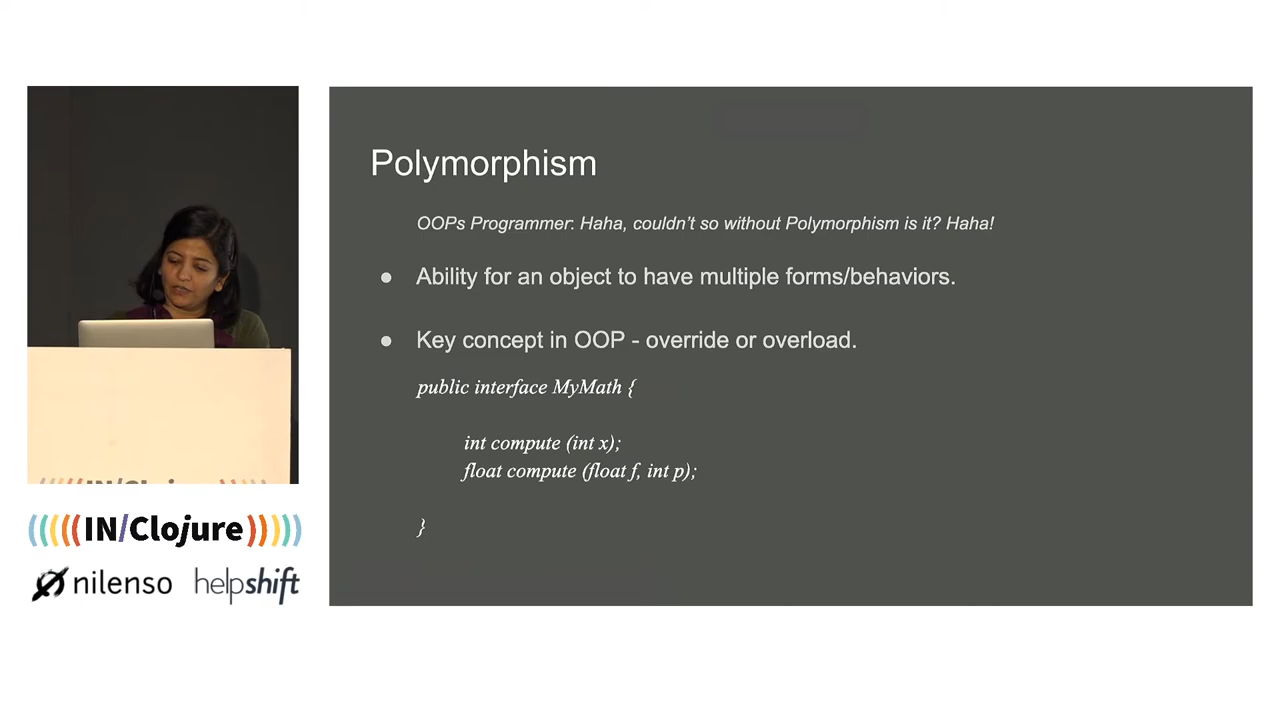 Polymorphism
OOPs Programmer: Haha, couldn't so without Polymorphism is it? Haha!
● Ability for an object to have multiple forms/behaviors.
● Key concept in OOP - override or overload.
public interface MyMath {
int compute (int x);
float compute (float f, int p);
}
(((((IN/Clojure)))))
nilenso helpshift